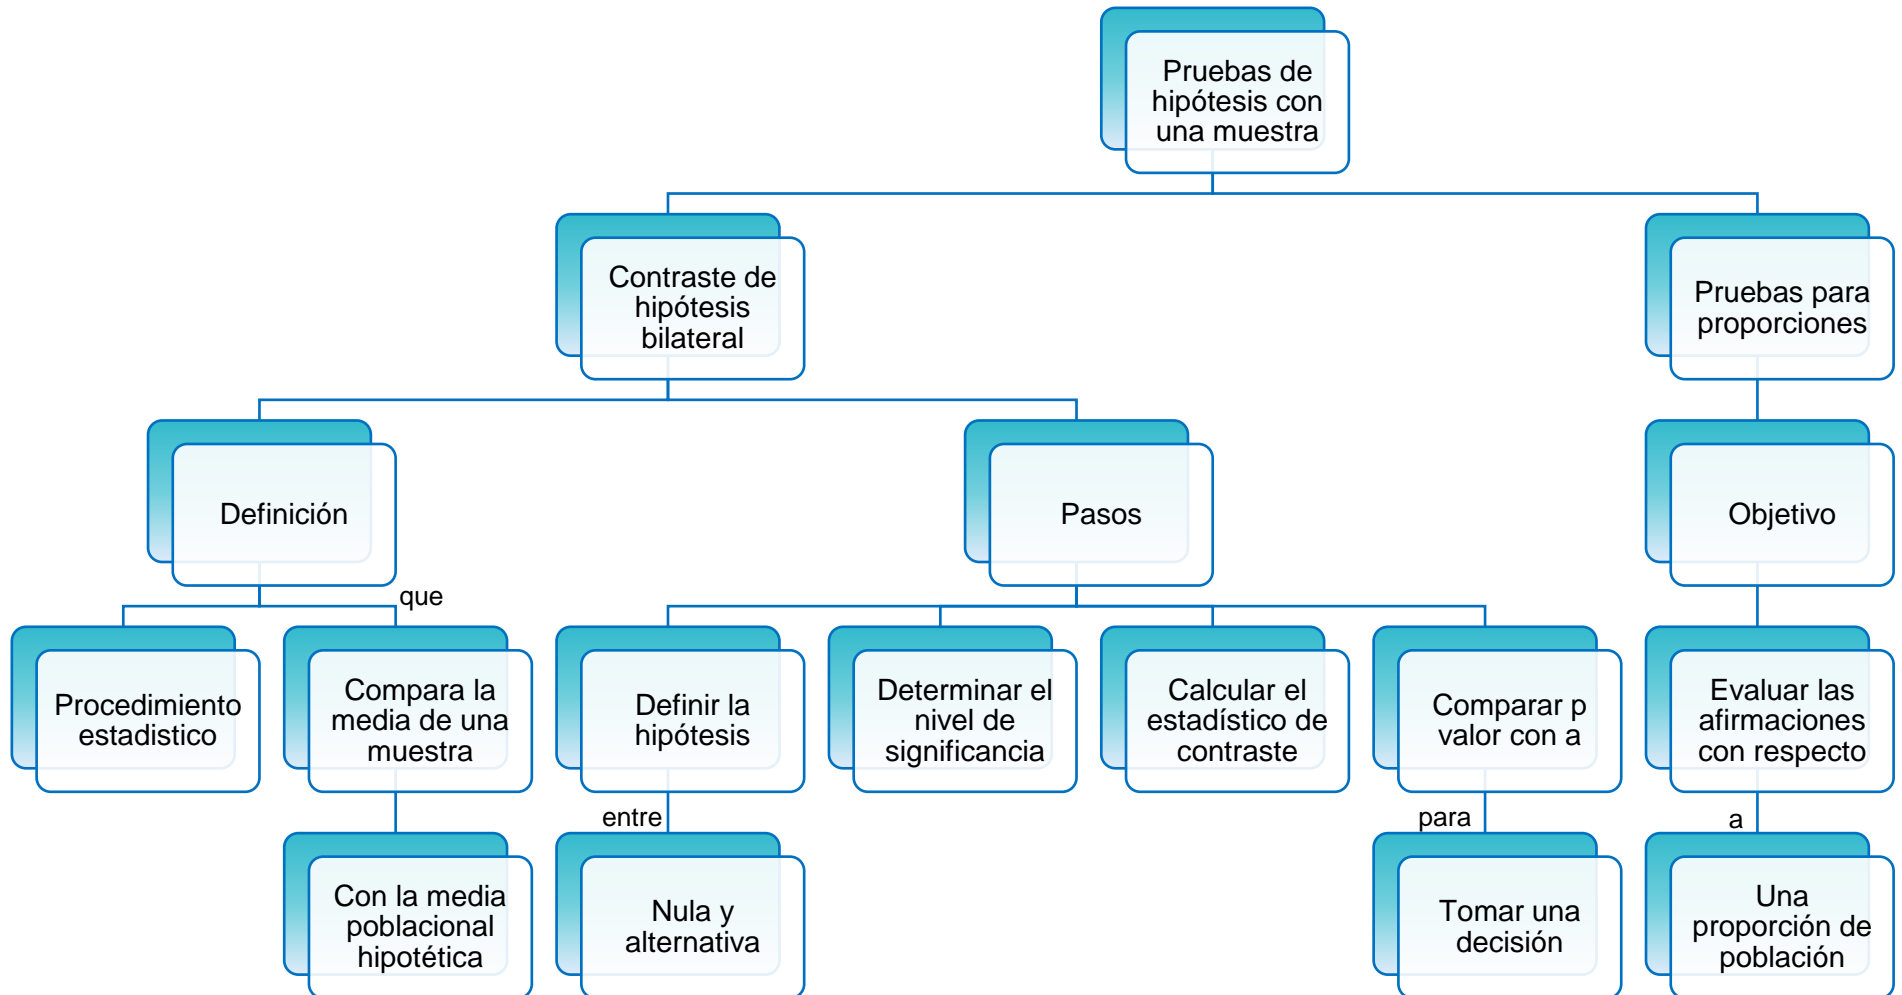 Pruebas de
hipótesis con
una muestra
Contraste de
hipótesis
bilateral
Pruebas para
proporciones
Definición
Pasos
Objetivo
que
Procedimiento
estadistico
Compara la
media de una
muestra
Definir la
hipótesis
Determinar el
nivel de
significancia
Calcular el
estadístico de
contraste
Comparar p
valor con a
Evaluar las
afirmaciones
con respecto
entre
para
a
Con la media
poblacional
hipotética
Nula y
alternativa
Tomar una
decisión
Una
proporción de
población